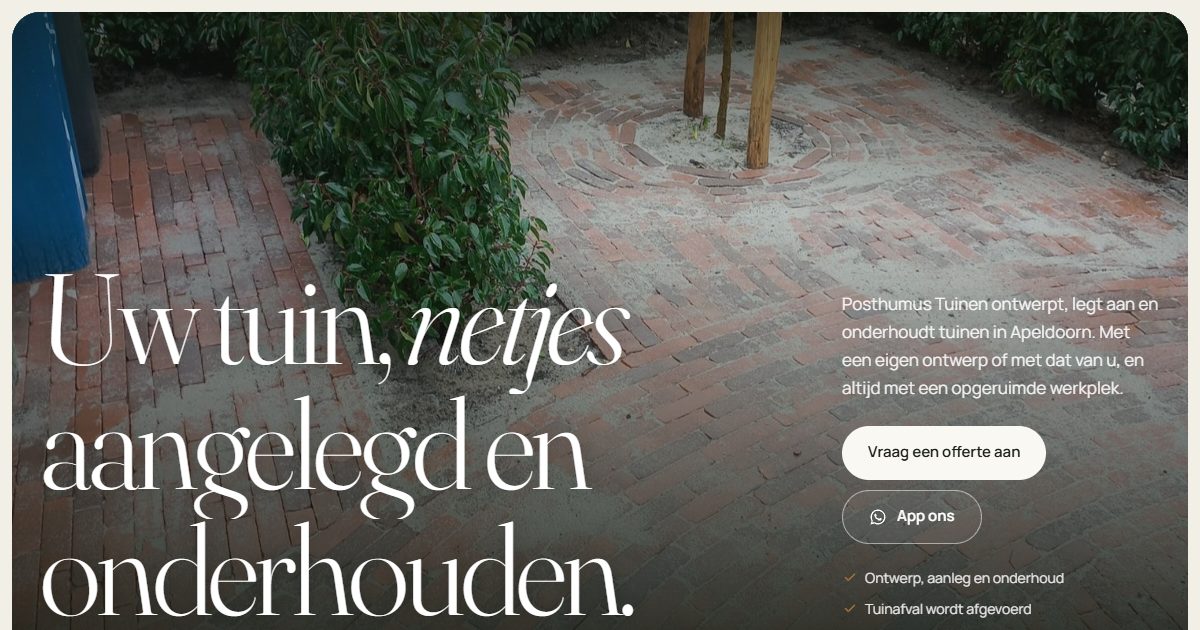 Uw tuin, netjes
aangelegd en
onderhouden.
Posthumus Tuinen ontwerpt, legt aan en
onderhoudt tuinen in Apeldoorn. Met
een eigen ontwerp of met dat van u, en
altijd met een opgeruimde werkplek.
Vraag een offerte aan
App ons
Ontwerp, aanleg en onderhoud
Tuinafval wordt afgevoerd